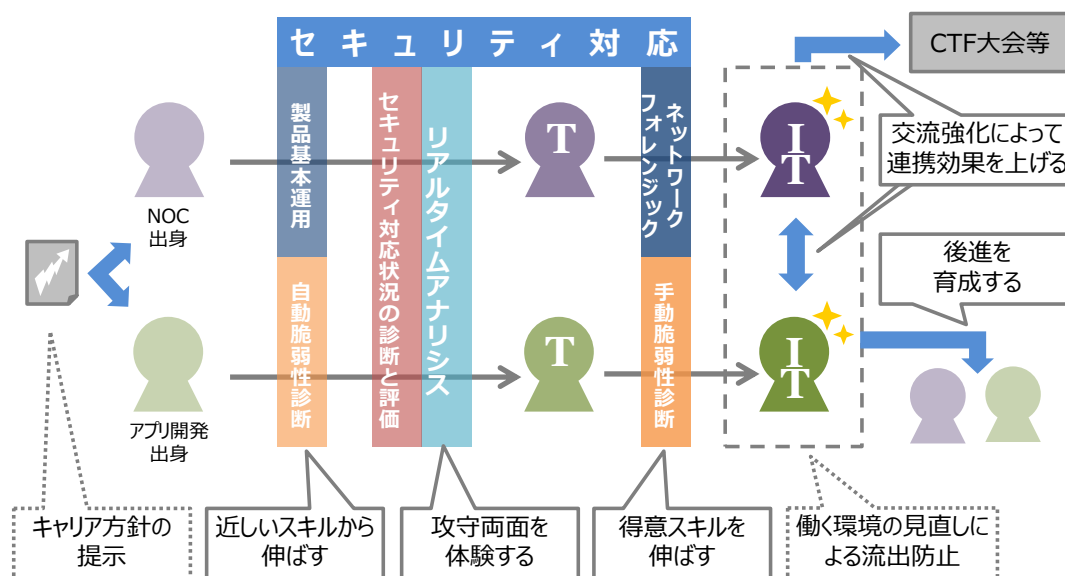 セキュリティ対応
CTF大会等
製品基本運用
自動脆弱性診断
セキュリティ対応状況の診断と評価
リアルタイムアナリシス
ネットワーク
フォレンジック
手動脆弱性診断
NOC
出身
アプリ開発
出身
T
T
I
T
I
T
交流強化によって
連携効果を上げる
後進を
育成する
キャリア方針の
提示
近しいスキルから
伸ばす
攻守両面を
体験する
得意スキルを
伸ばす
働く環境の見直しに
よる流出防止